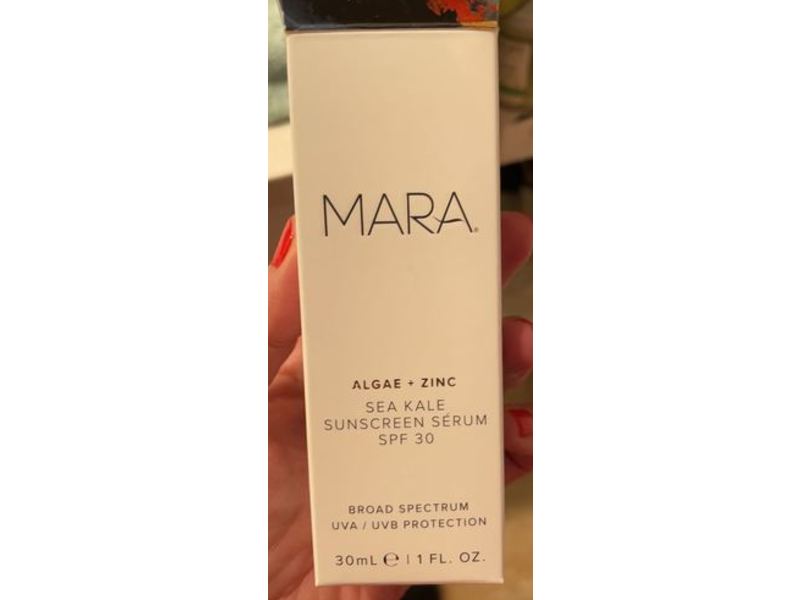 MARA®
ALGAE + ZINC
SEA KALE
SUNSCREEN SÉRUM
SPF 30
BROAD SPECTRUM
UVA / UVB PROTECTION
30mL ℮ | 1 FL. OZ.